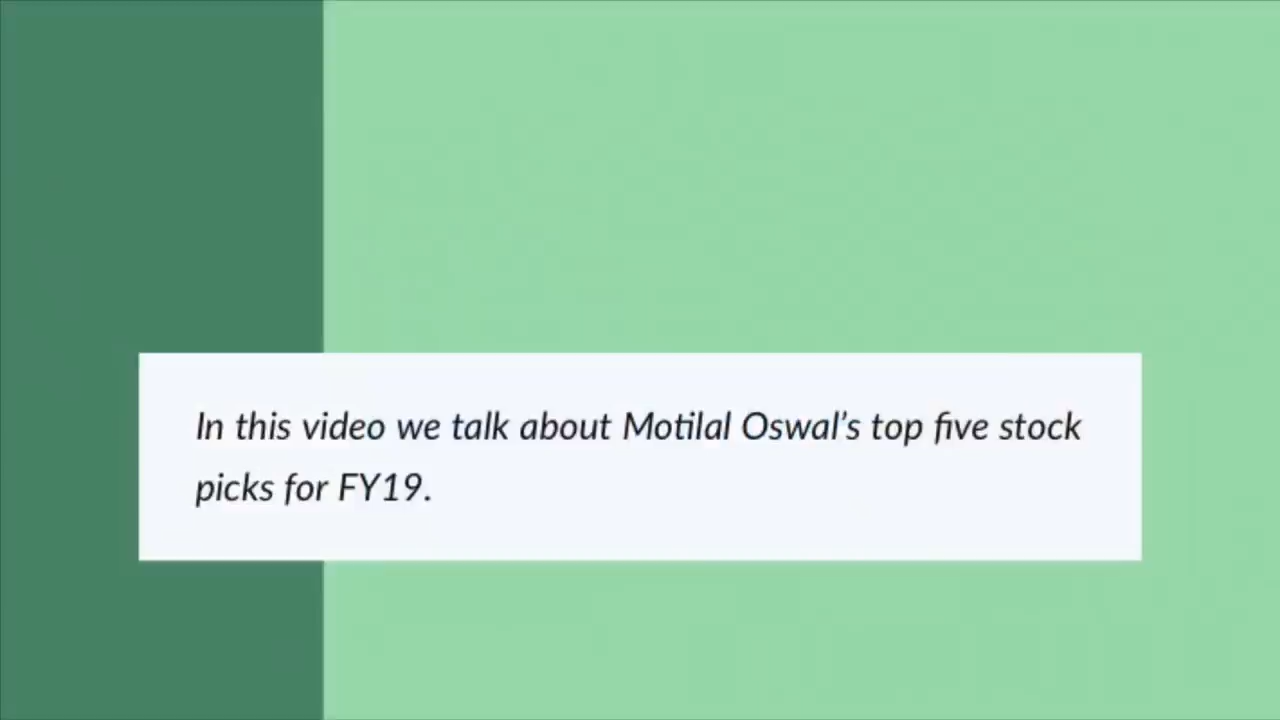 In this video we talk about Motilal Oswal’s top five stock
picks for FY19.